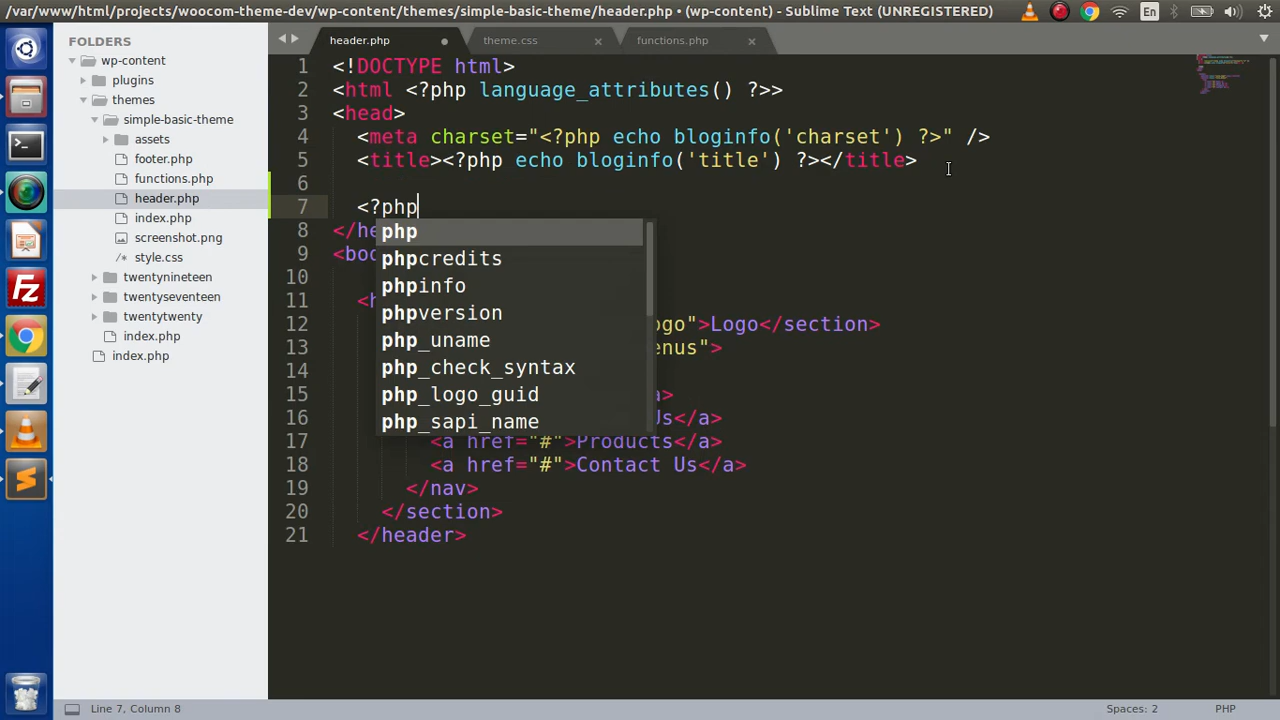 /var/www/html/projects/woocom-theme-dev/wp-content/themes/simple-basic-theme/header.php • (wp-content) - Sublime Text (UNREGISTERED)
En
FOLDERS
wp-content
plugins
themes
simple-basic-theme
assets
footer.php
functions.php
header.php
index.php
screenshot.png
style.css
twentynineteen
twentyseventeen
twentytwenty
index.php
index.php
header.php
theme.css
functions.php
1 <!DOCTYPE html>
2 <html <?php language_attributes() ?>>
3 <head>
4 <meta charset="<?php echo bloginfo('charset') ?>" />
5 <title><?php echo bloginfo('title') ?></title>
6
7 <?php
8 </he
9 <bod
10
11 <h
12 ogo">Logo</section>
13 enus">
14
15 a>
16 Us</a>
17 <a href="#">Products</a>
18 <a href="#">Contact Us</a>
19 </nav>
20 </section>
21 </header>
php
phpcredits
phpinfo
phpversion
php_uname
php_check_syntax
php_logo_guid
php_sapi_name
Line 7, Column 8
Spaces: 2
PHP